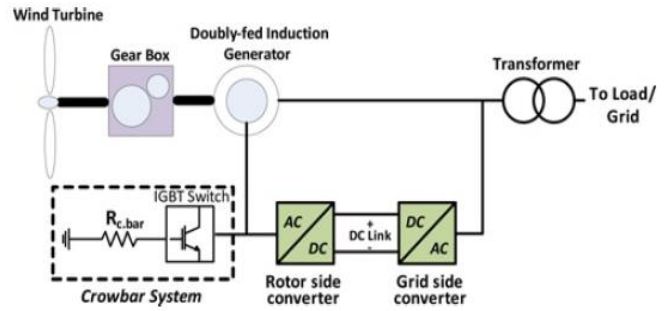 Wind Turbine
Gear Box
Doubly-fed Induction
Generator
Transformer
To Load/
Grid
IGBT Switch
Rc.bar
Crowbar System
AC
DC
+
DC Link
-
DC
AC
Rotor side
converter
Grid side
converter